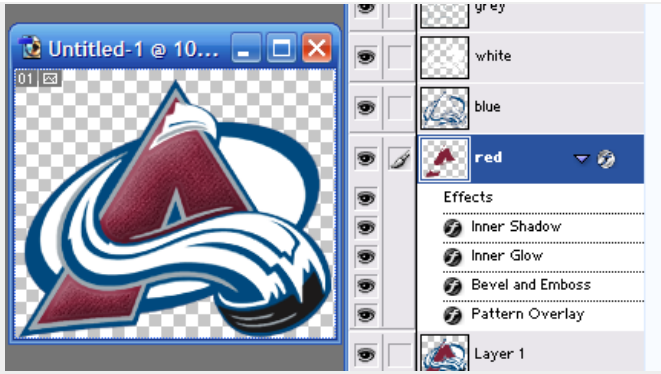 Untitled-1 @ 10...
01
grey
white
blue
red
Effects
Inner Shadow
Inner Glow
Bevel and Emboss
Pattern Overlay
Layer 1